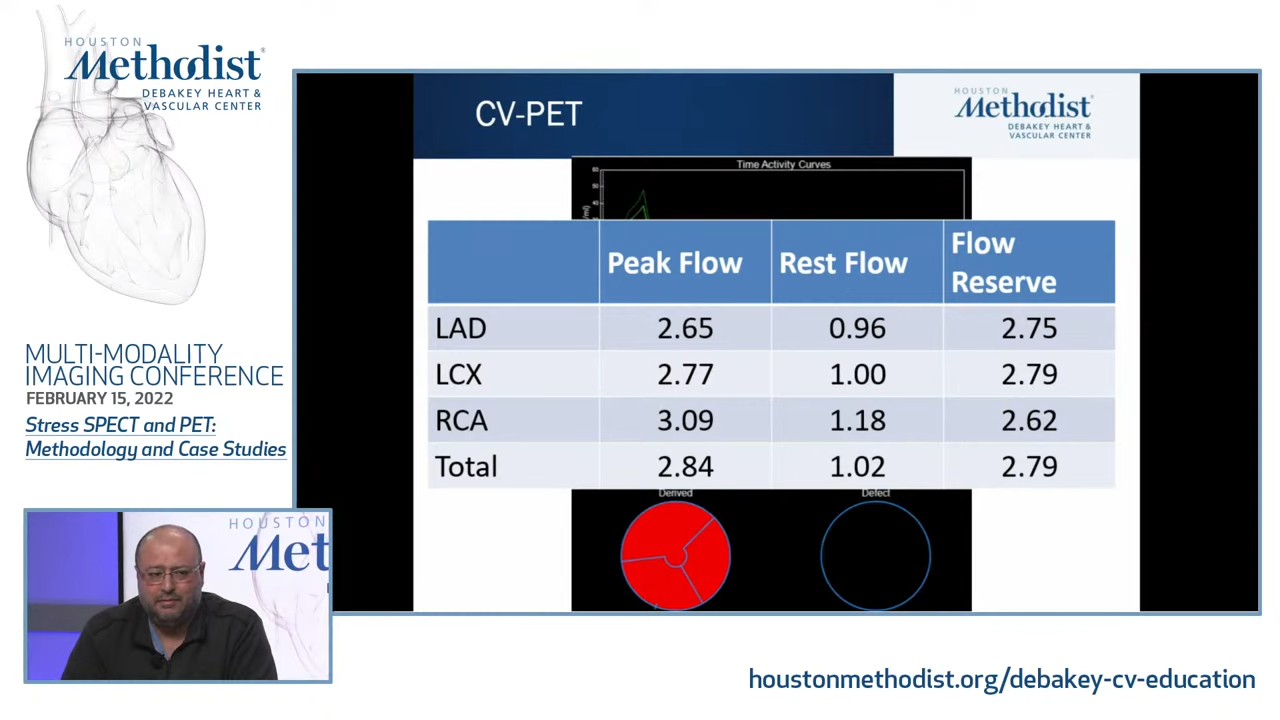 HOUSTON
Methodist®
DEBAKEY HEART &
VASCULAR CENTER
MULTI-MODALITY
IMAGING CONFERENCE
FEBRUARY 15, 2022
Stress SPECT and PET:
Methodology and Case Studies
CV-PET
HOUSTON
Methodist®
DEBAKEY HEART &
VASCULAR CENTER
Time Activity Curves
Peak Flow Rest Flow Flow Reserve
LAD 2.65 0.96 2.75
LCX 2.77 1.00 2.79
RCA 3.09 1.18 2.62
Total 2.84 1.02 2.79
Derived Defect
HOUSTON
Met
houstonmethodist.org/debakey-cv-education